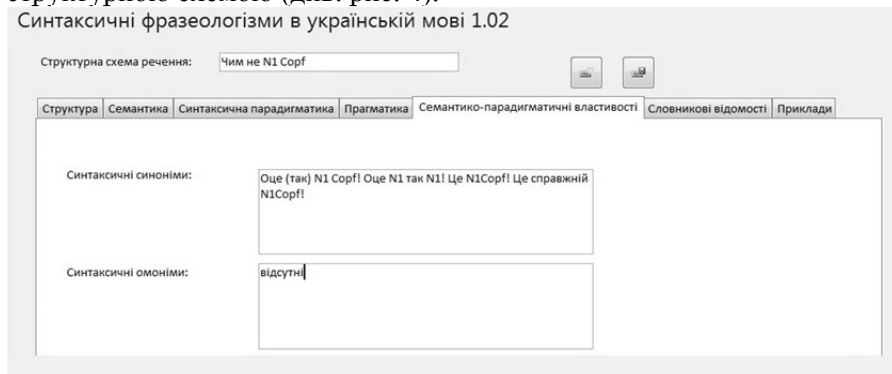 Синтаксичні фразеологізми в українській мові 1.02
Структурна схема речення: Чим не N1 Copf
Структура Семантика Синтаксична парадигматика Прагматика Семантико-парадигматичні властивості Словникові відомості Приклади
Синтаксичні синоніми: Оце (так) N1 Copf! Оце N1 так N1! Це N1Copf! Це справжній
N1Copf!
Синтаксичні омоніми: відсутні